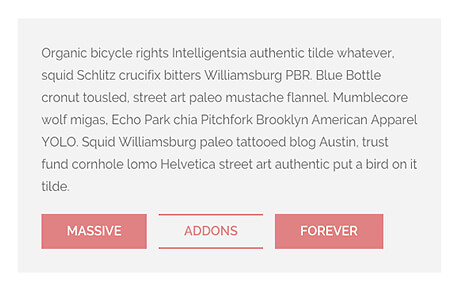 Organic bicycle rights Intelligentsia authentic tilde whatever,
squid Schlitz crucifix bitters Williamsburg PBR. Blue Bottle
cronut tousled, street art paleo mustache flannel. Mumblecore
wolf migas, Echo Park chia Pitchfork Brooklyn American Apparel
YOLO. Squid Williamsburg paleo tattooed blog Austin, trust
fund cornhole lomo Helvetica street art authentic put a bird on it
tilde.
MASSIVE ADDONS FOREVER